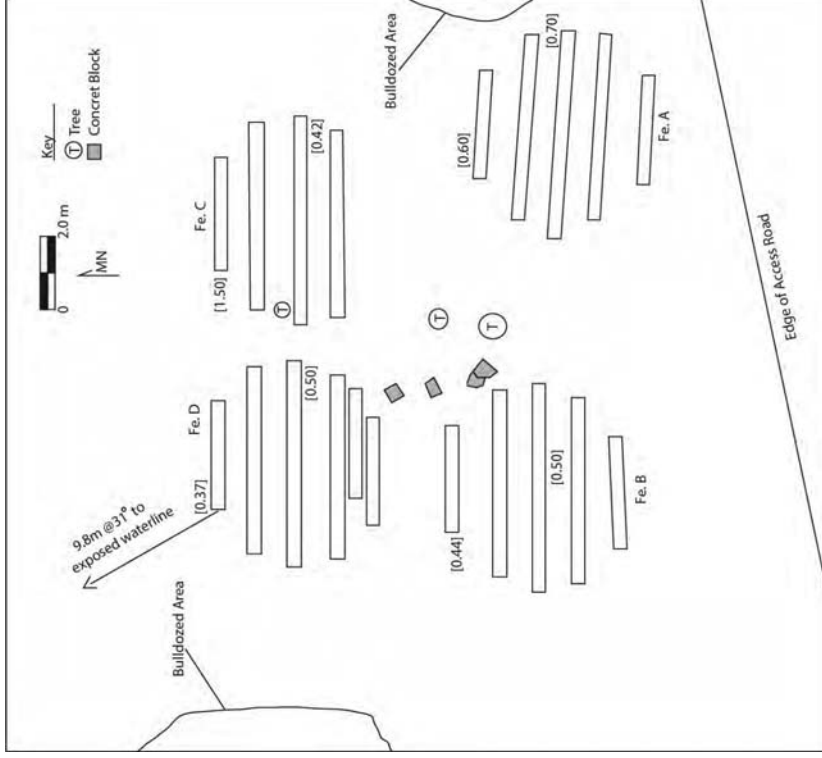 Key
T Tree
Concret Block
0 2.0 m
MN
9.8m @31° to
exposed waterline
Bulldozed Area
[0.37]
Fe. D
[1.50]
Fe. C
T
[0.50]
[0.42]
Bulldozed Area
T
[0.44]
[0.60]
T
[0.50]
[0.70]
Fe. B
Fe. A
Edge of Access Road